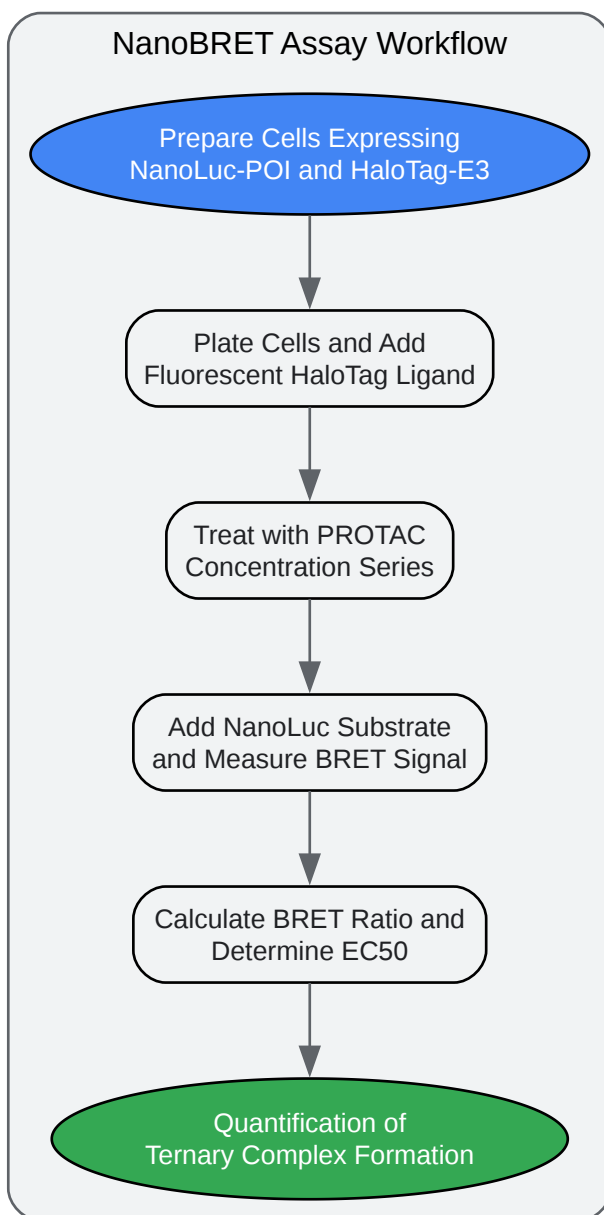 NanoBRET Assay Workflow
Prepare Cells Expressing
NanoLuc-POI and HaloTag-E3
Plate Cells and Add
Fluorescent HaloTag Ligand
Treat with PROTAC
Concentration Series
Add NanoLuc Substrate
and Measure BRET Signal
Calculate BRET Ratio and
Determine EC50
Quantification of
Ternary Complex Formation